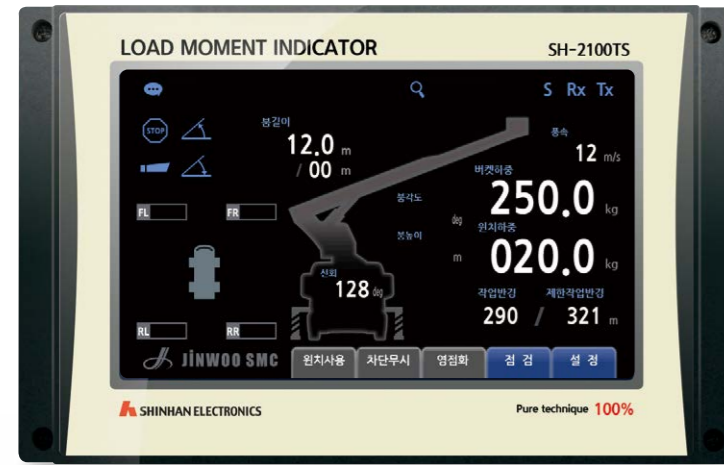 LOAD MOMENT INDICATOR
SH-2100TS
S Rx Tx
STOP
붐길이
12.0 m
/ 00 m
풍속
12 m/s
버켓하중
250.0 kg
붐각도
deg
윈치하중
020.0 kg
붐높이
m
FL
FR
선회
128 deg
작업반경
제한작업반경
290 / 321 m
RL
RR
JINWOO SMC
윈치사용
차단무시
영점화
점 검
설 정
SHINHAN ELECTRONICS
Pure technique 100%